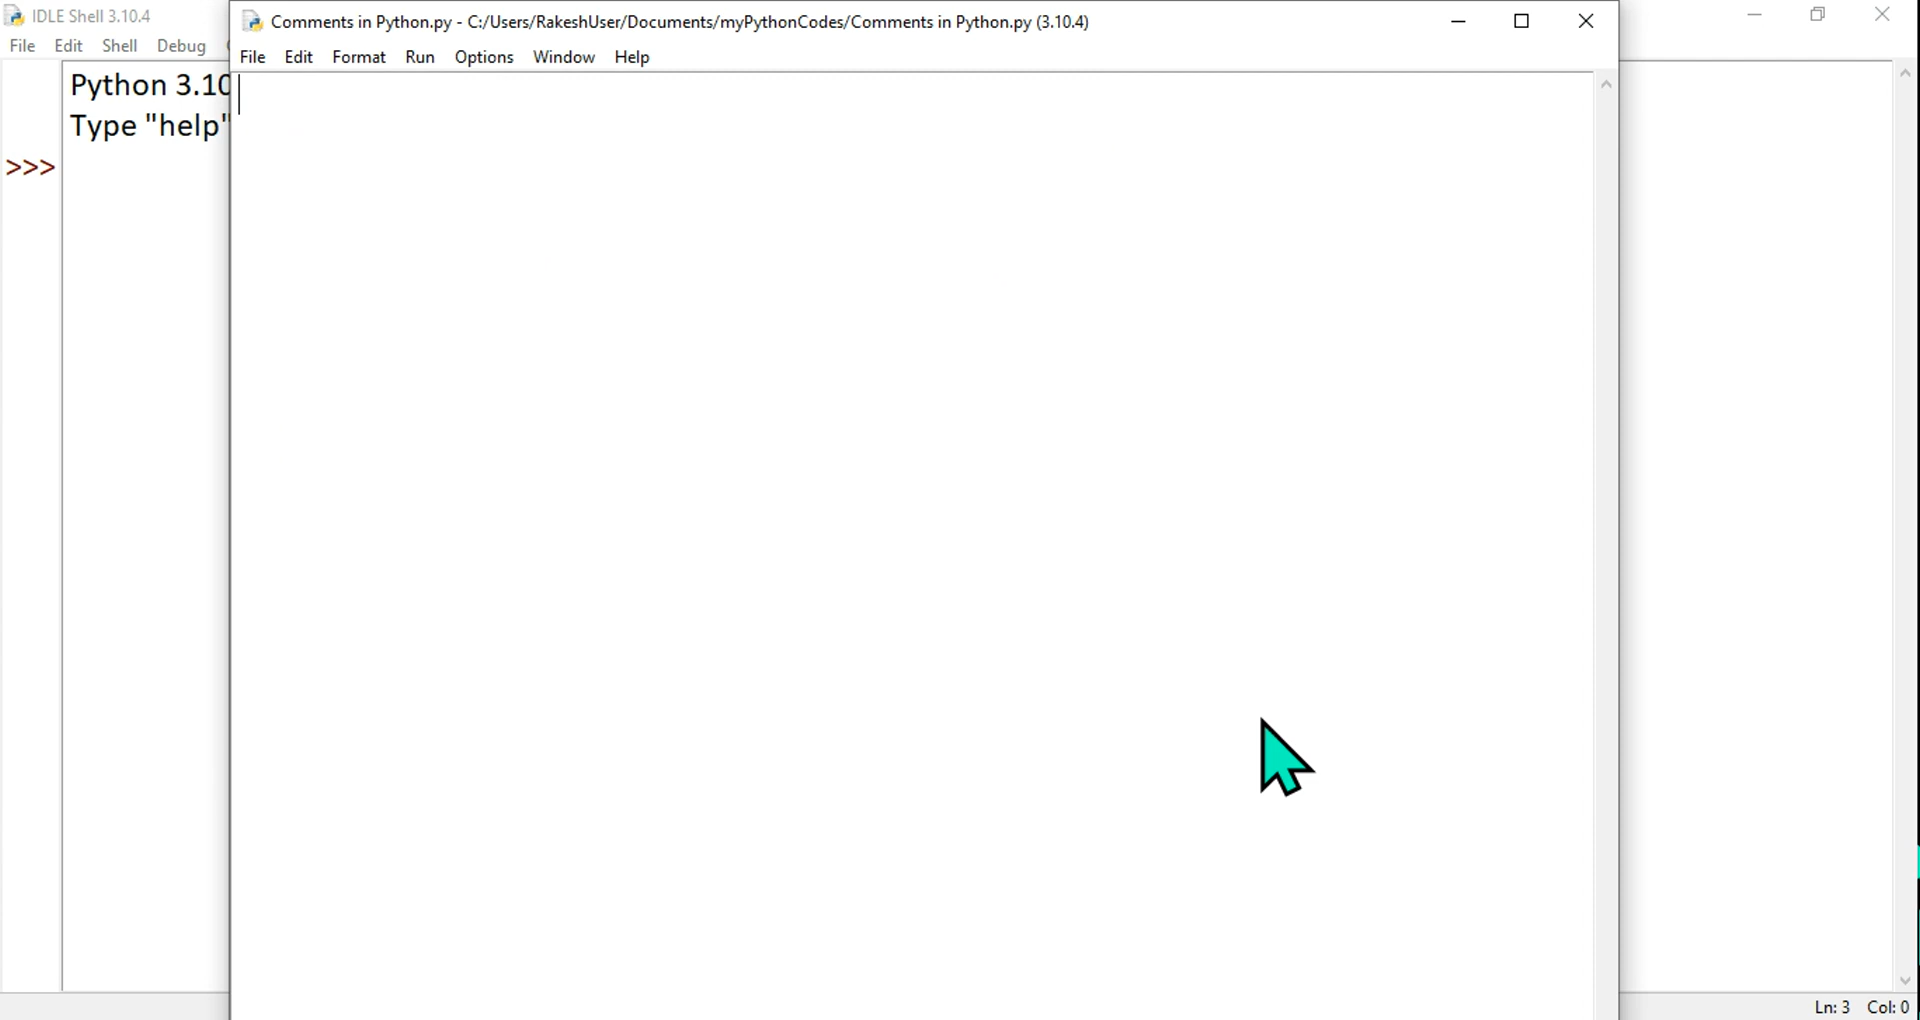 IDLE Shell 3.10.4
File Edit Shell Debug
Python 3.10
Type "help"
>>>
Comments in Python.py - C:/Users/RakeshUser/Documents/myPythonCodes/Comments in Python.py (3.10.4)
File Edit Format Run Options Window Help
Ln: 3 Col: 0